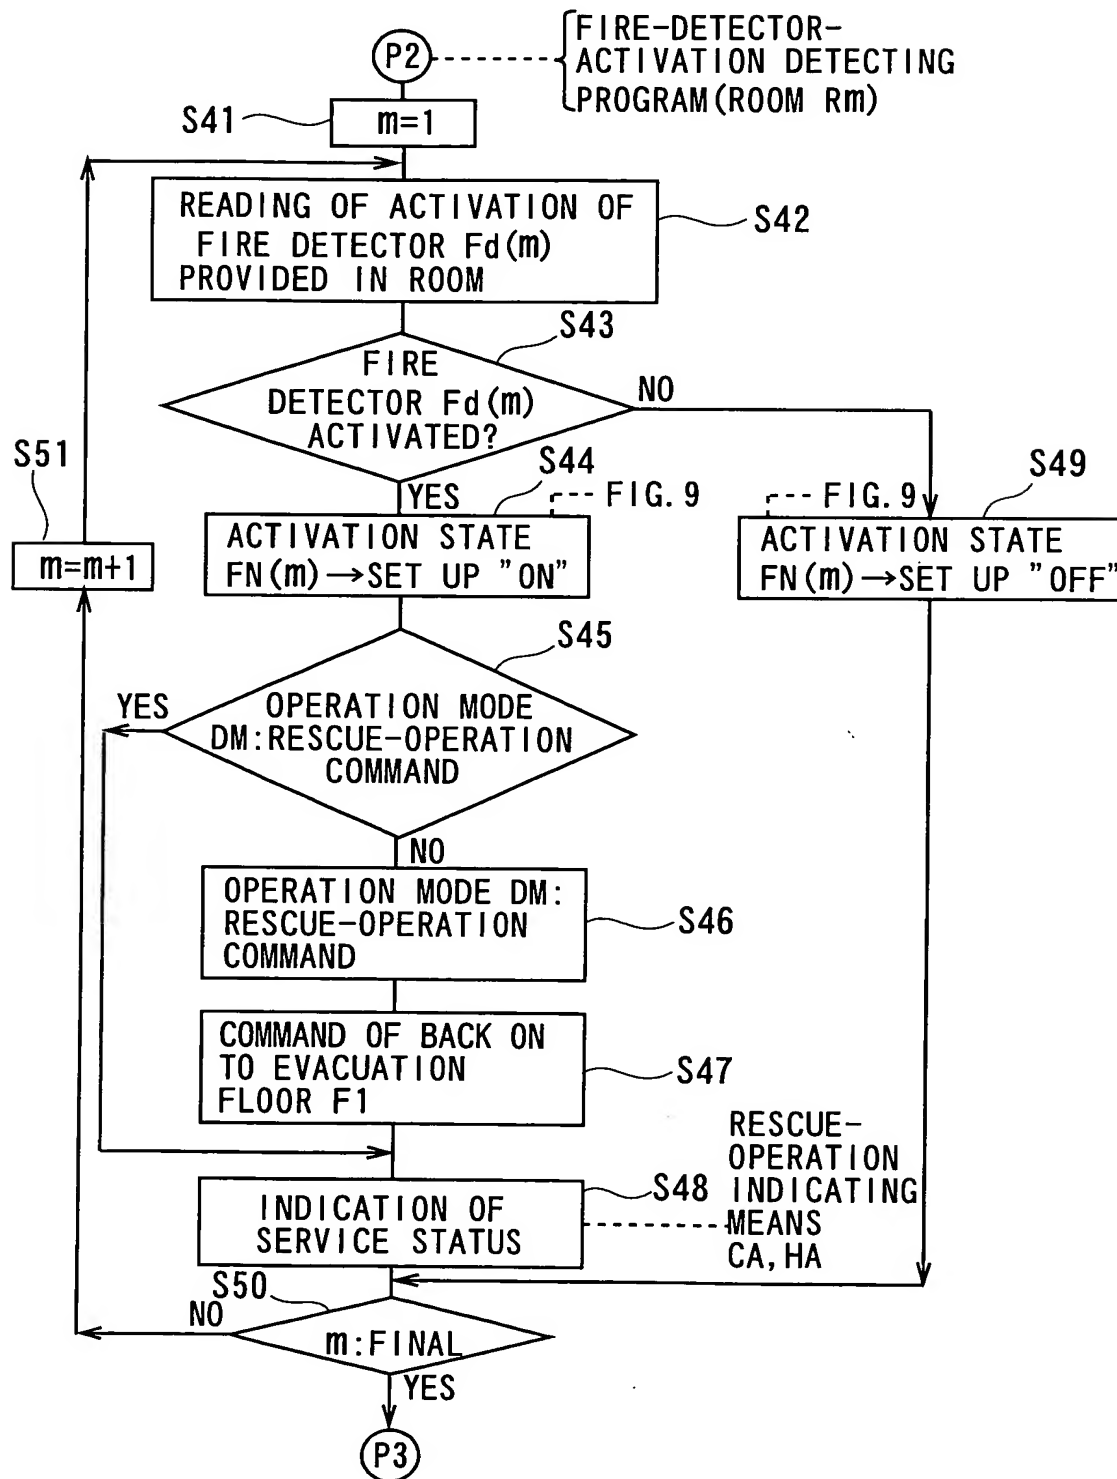 P2
FIRE-DETECTOR-
ACTIVATION DETECTING
PROGRAM(ROOM Rm)
S41
m=1
READING OF ACTIVATION OF
FIRE DETECTOR Fd(m)
PROVIDED IN ROOM
S42
S43
FIRE
DETECTOR Fd(m)
ACTIVATED?
NO
YES
S44
FIG.9
ACTIVATION STATE
FN(m)→SET UP "ON"
S49
FIG.9
ACTIVATION STATE
FN(m)→SET UP "OFF"
S51
m=m+1
S45
YES
OPERATION MODE
DM:RESCUE-OPERATION
COMMAND
NO
OPERATION MODE DM:
RESCUE-OPERATION
COMMAND
S46
COMMAND OF BACK ON
TO EVACUATION
FLOOR F1
S47
S48
INDICATION OF
SERVICE STATUS
RESCUE-
OPERATION
INDICATING
MEANS
CA,HA
S50
NO
m:FINAL
YES
P3